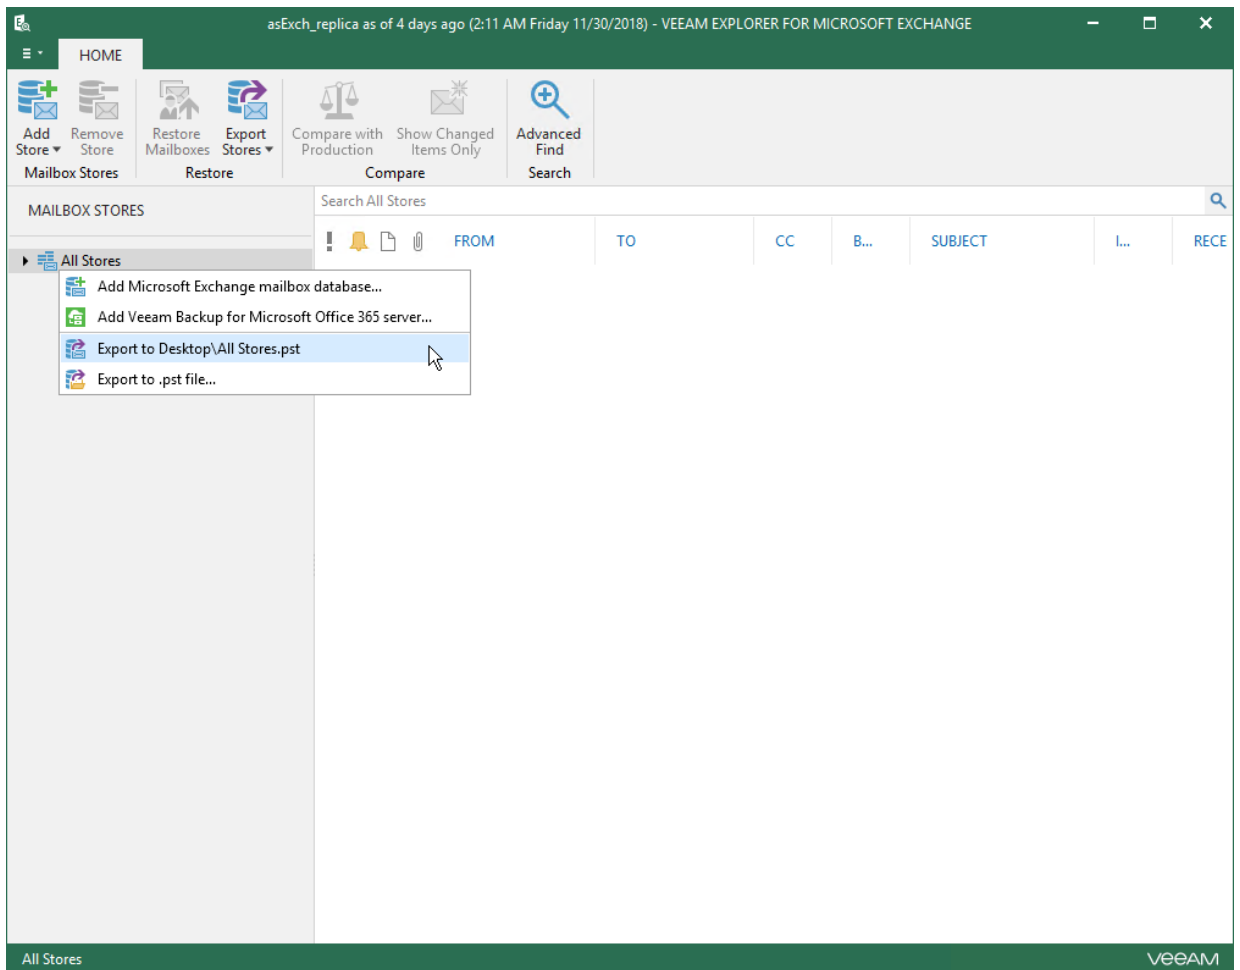 asExch_replica as of 4 days ago (2:11 AM Friday 11/30/2018) - VEEAM EXPLORER FOR MICROSOFT EXCHANGE
HOME
Add Store
Remove Store
Restore Mailboxes
Export Stores
Compare with Production
Show Changed Items Only
Advanced Find
Mailbox Stores
Restore
Compare
Search
MAILBOX STORES
Search All Stores
FROM TO CC B... SUBJECT I... RECE
All Stores
Add Microsoft Exchange mailbox database...
Add Veeam Backup for Microsoft Office 365 server...
Export to Desktop\All Stores.pst
Export to .pst file...
All Stores
veeAM